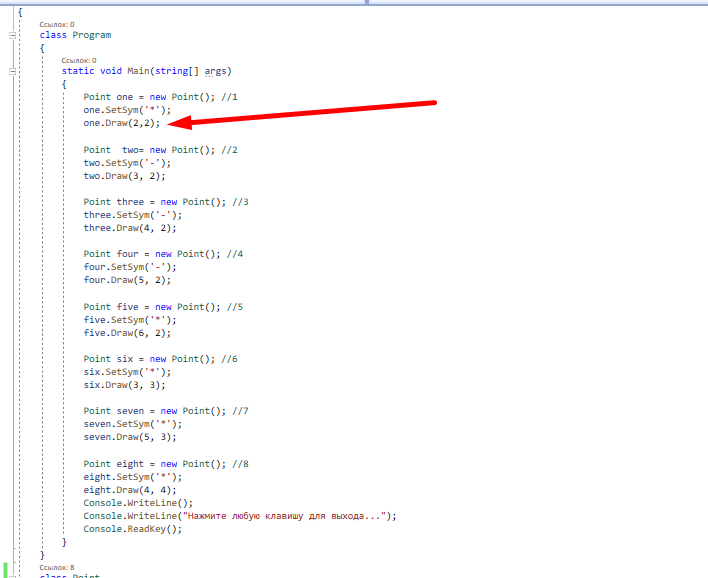 {
Ссылок: 0
class Program
{
Ссылок: 0
static void Main(string[] args)
{
Point one = new Point(); //1
one.SetSym('*');
one.Draw(2,2);
Point  two= new Point(); //2
two.SetSym('-');
two.Draw(3, 2);
Point three = new Point(); //3
three.SetSym('-');
three.Draw(4, 2);
Point four = new Point(); //4
four.SetSym('-');
four.Draw(5, 2);
Point five = new Point(); //5
five.SetSym('*');
five.Draw(6, 2);
Point six = new Point(); //6
six.SetSym('*');
six.Draw(3, 3);
Point seven = new Point(); //7
seven.SetSym('*');
seven.Draw(5, 3);
Point eight = new Point(); //8
eight.SetSym('*');
eight.Draw(4, 4);
Console.WriteLine();
Console.WriteLine("Нажмите любую клавишу для выхода...");
Console.ReadKey();
}
}
Ссылок: 8
class Point